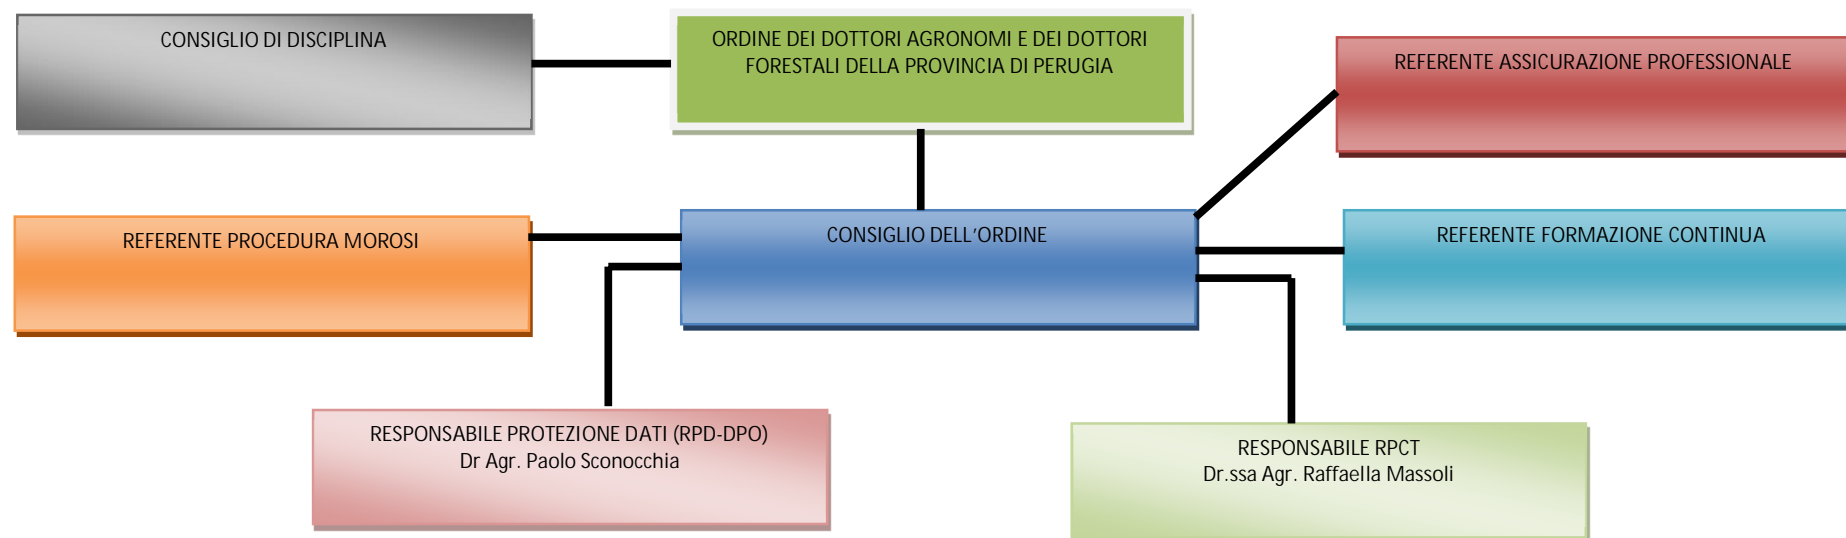 CONSIGLIO DI DISCIPLINA
ORDINE DEI DOTTORI AGRONOMI E DEI DOTTORI
FORESTALI DELLA PROVINCIA DI PERUGIA
REFERENTE ASSICURAZIONE PROFESSIONALE
REFERENTE PROCEDURA MOROSI
CONSIGLIO DELL'ORDINE
REFERENTE FORMAZIONE CONTINUA
RESPONSABILE PROTEZIONE DATI (RPD-DPO)
Dr Agr. Paolo Sconocchia
RESPONSABILE RPCT
Dr.ssa Agr. Raffaella Massoli